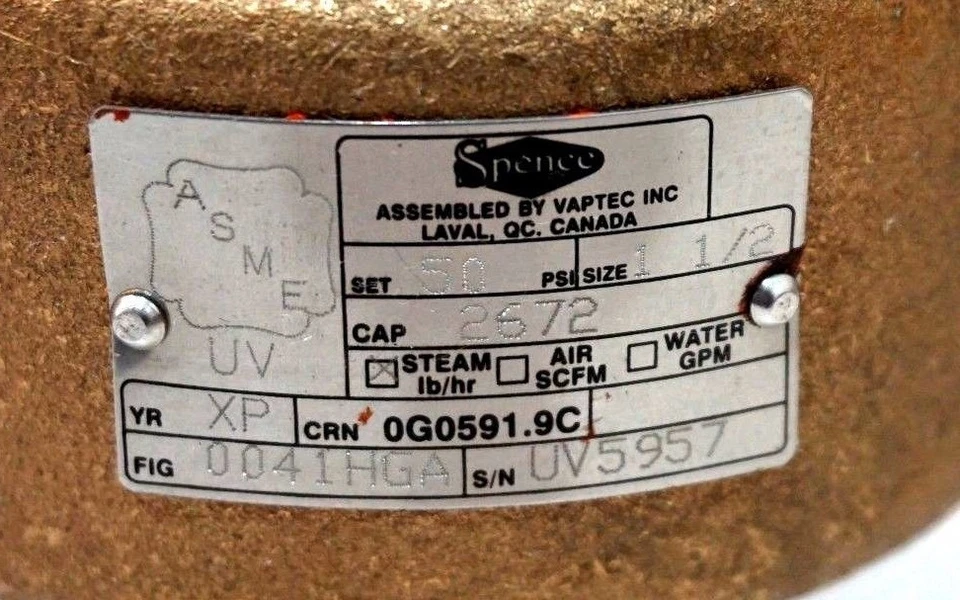 Spence
ASSEMBLED BY VAPTEC INC
LAVAL, QC. CANADA
ASME
UV
SET 50 PSI SIZE 1 1/2
CAP 2672
☒ STEAM lb/hr ☐ AIR SCFM ☐ WATER GPM
YR XP CRN 0G0591.9C
FIG 0041HGA S/N UV5957